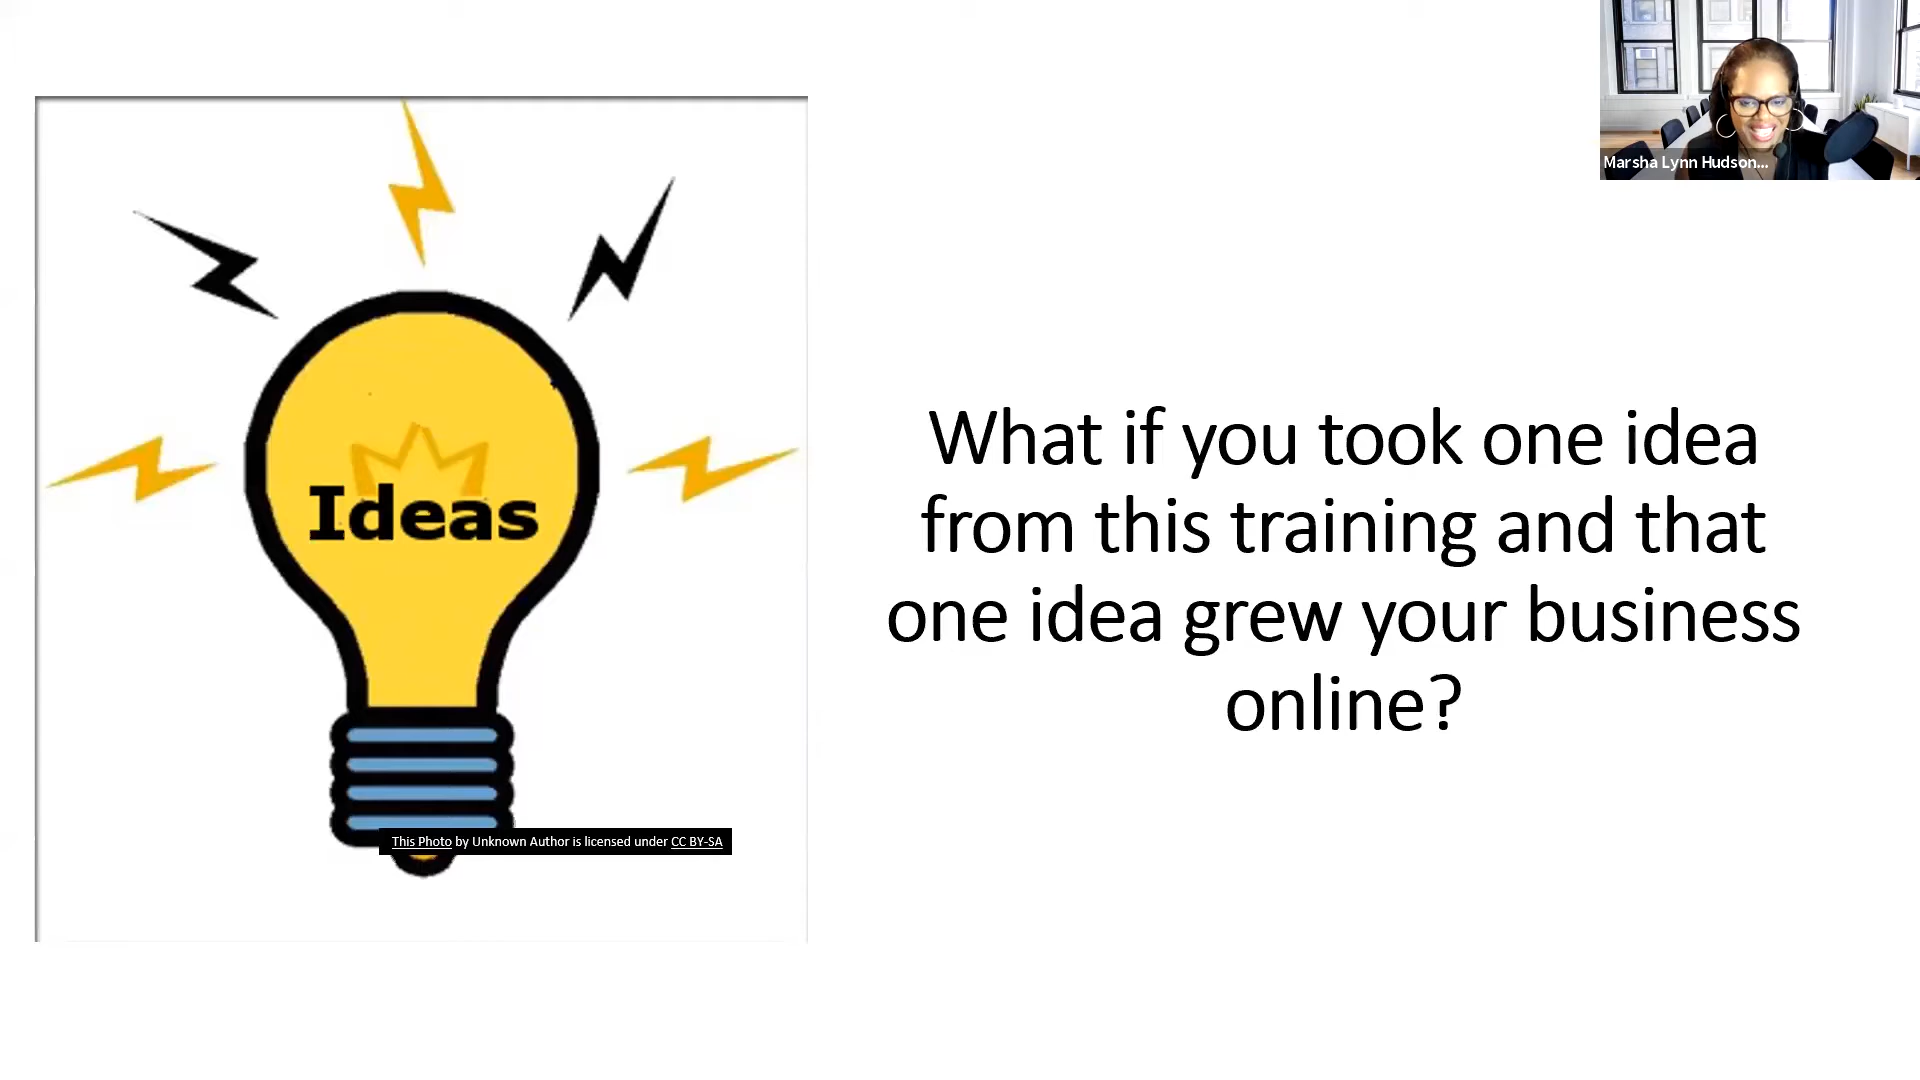 Marsha Lynn Hudson...
Ideas
What if you took one idea
from this training and that
one idea grew your business
online?
This Photo by Unknown Author is licensed under CC BY-SA